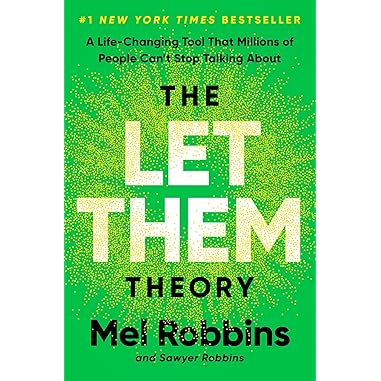 #1 NEW YORK TIMES BESTSELLER
A Life-Changing Tool That Millions of
People Can't Stop Talking About
THE
LET
THEM
THEORY
Mel Robbins
and Sawyer Robbins